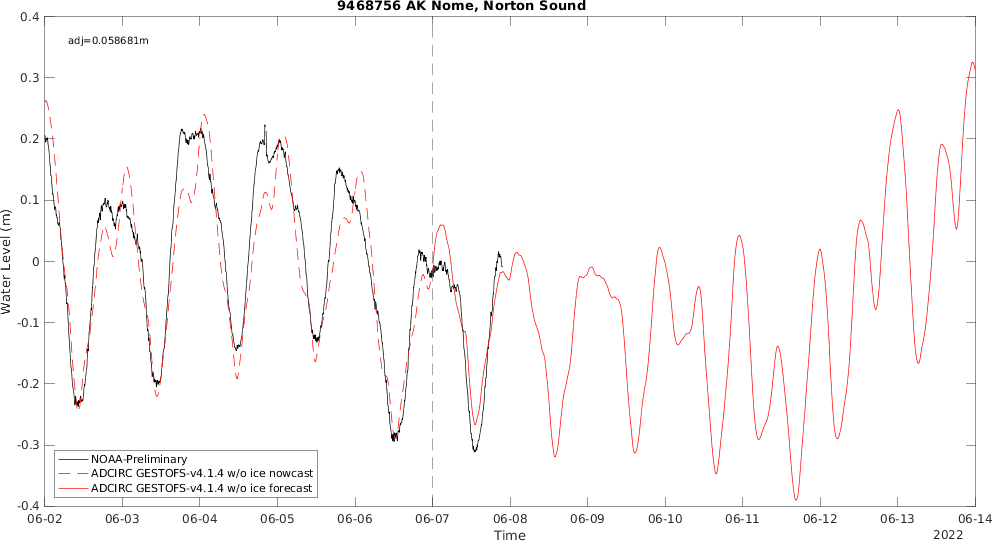 9468756 AK Nome, Norton Sound
0.4
adj=0.058681m
0.3
0.2
0.1
0
-0.1
-0.2
-0.3
-0.4
Water Level (m)
NOAA-Preliminary
ADCIRC GESTOFS-v4.1.4 w/o ice nowcast
ADCIRC GESTOFS-v4.1.4 w/o ice forecast
06-02 06-03 06-04 06-05 06-06 06-07 06-08 06-09 06-10 06-11 06-12 06-13 06-14
Time
2022